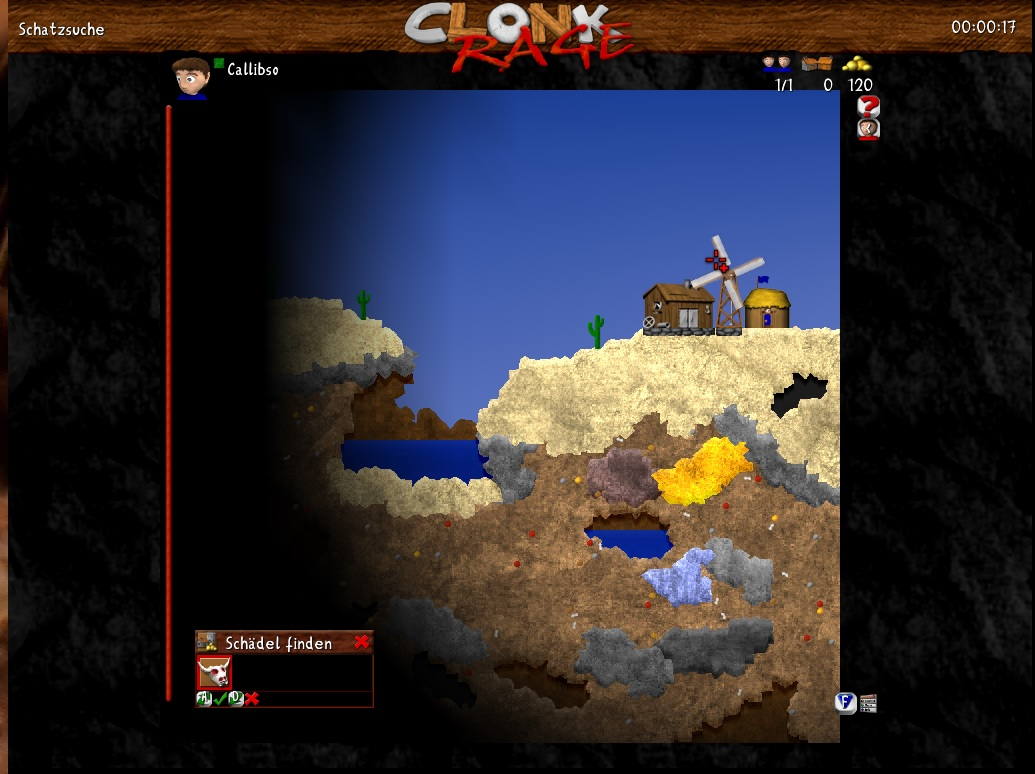 Schatzsuche
CLONK
RAGE
00:00:17
Callibso
1/1
0
120
?
Schädel finden
F